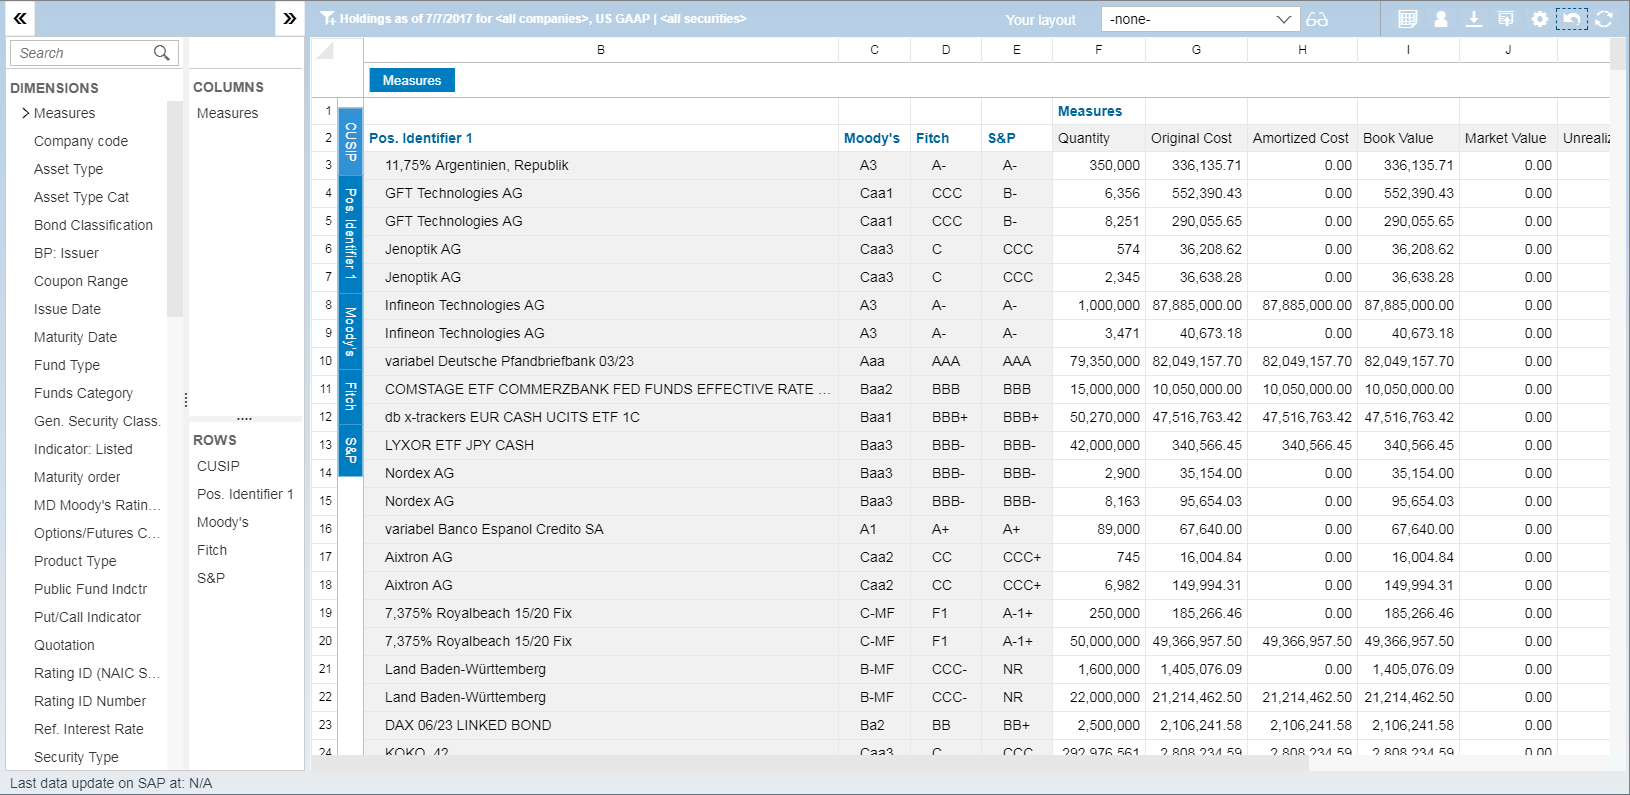 Holdings as of 7/7/2017 for <all companies>, US GAAP | <all securities>
Your layout
-none-
Search
DIMENSIONS
Measures
Company code
Asset Type
Asset Type Cat
Bond Classification
BP: Issuer
Coupon Range
Issue Date
Maturity Date
Fund Type
Funds Category
Gen. Security Class.
Indicator: Listed
Maturity order
MD Moody's Ratin...
Options/Futures C...
Product Type
Public Fund Indctr
Put/Call Indicator
Quotation
Rating ID (NAIC S...
Rating ID Number
Ref. Interest Rate
Security Type
COLUMNS
Measures
ROWS
CUSIP
Pos. Identifier 1
Moody's
Fitch
S&P
B C D E F G H I J
Measures
CUSIP
Pos. Identifier 1
Moody's
Fitch
S&P
1 Measures
2 Pos. Identifier 1 Moody's Fitch S&P Quantity Original Cost Amortized Cost Book Value Market Value Unrealiz
3 11,75% Argentinien, Republik A3 A- A- 350,000 336,135.71 0.00 336,135.71 0.00
4 GFT Technologies AG Caa1 CCC B- 6,356 552,390.43 0.00 552,390.43 0.00
5 GFT Technologies AG Caa1 CCC B- 8,251 290,055.65 0.00 290,055.65 0.00
6 Jenoptik AG Caa3 C CCC 574 36,208.62 0.00 36,208.62 0.00
7 Jenoptik AG Caa3 C CCC 2,345 36,638.28 0.00 36,638.28 0.00
8 Infineon Technologies AG A3 A- A- 1,000,000 87,885,000.00 87,885,000.00 87,885,000.00 0.00
9 Infineon Technologies AG A3 A- A- 3,471 40,673.18 0.00 40,673.18 0.00
10 variabel Deutsche Pfandbriefbank 03/23 Aaa AAA AAA 79,350,000 82,049,157.70 82,049,157.70 82,049,157.70 0.00
11 COMSTAGE ETF COMMERZBANK FED FUNDS EFFECTIVE RATE ... Baa2 BBB BBB 15,000,000 10,050,000.00 10,050,000.00 10,050,000.00 0.00
12 db x-trackers EUR CASH UCITS ETF 1C Baa1 BBB+ BBB+ 50,270,000 47,516,763.42 47,516,763.42 47,516,763.42 0.00
13 LYXOR ETF JPY CASH Baa3 BBB- BBB- 42,000,000 340,566.45 340,566.45 340,566.45 0.00
14 Nordex AG Baa3 BBB- BBB- 2,900 35,154.00 0.00 35,154.00 0.00
15 Nordex AG Baa3 BBB- BBB- 8,163 95,654.03 0.00 95,654.03 0.00
16 variabel Banco Espanol Credito SA A1 A+ A+ 89,000 67,640.00 0.00 67,640.00 0.00
17 Aixtron AG Caa2 CC CCC+ 745 16,004.84 0.00 16,004.84 0.00
18 Aixtron AG Caa2 CC CCC+ 6,982 149,994.31 0.00 149,994.31 0.00
19 7,375% Royalbeach 15/20 Fix C-MF F1 A-1+ 250,000 185,266.46 0.00 185,266.46 0.00
20 7,375% Royalbeach 15/20 Fix C-MF F1 A-1+ 50,000,000 49,366,957.50 49,366,957.50 49,366,957.50 0.00
21 Land Baden-Württemberg B-MF CCC- NR 1,600,000 1,405,076.09 0.00 1,405,076.09 0.00
22 Land Baden-Württemberg B-MF CCC- NR 22,000,000 21,214,462.50 21,214,462.50 21,214,462.50 0.00
23 DAX 06/23 LINKED BOND Ba2 BB BB+ 2,500,000 2,106,241.58 2,106,241.58 2,106,241.58 0.00
24 KOKO 42 Caa3 C CCC 292,976,561 2,808,234.59 2,808,234.59 2,808,234.59 0.00
Last data update on SAP at: N/A